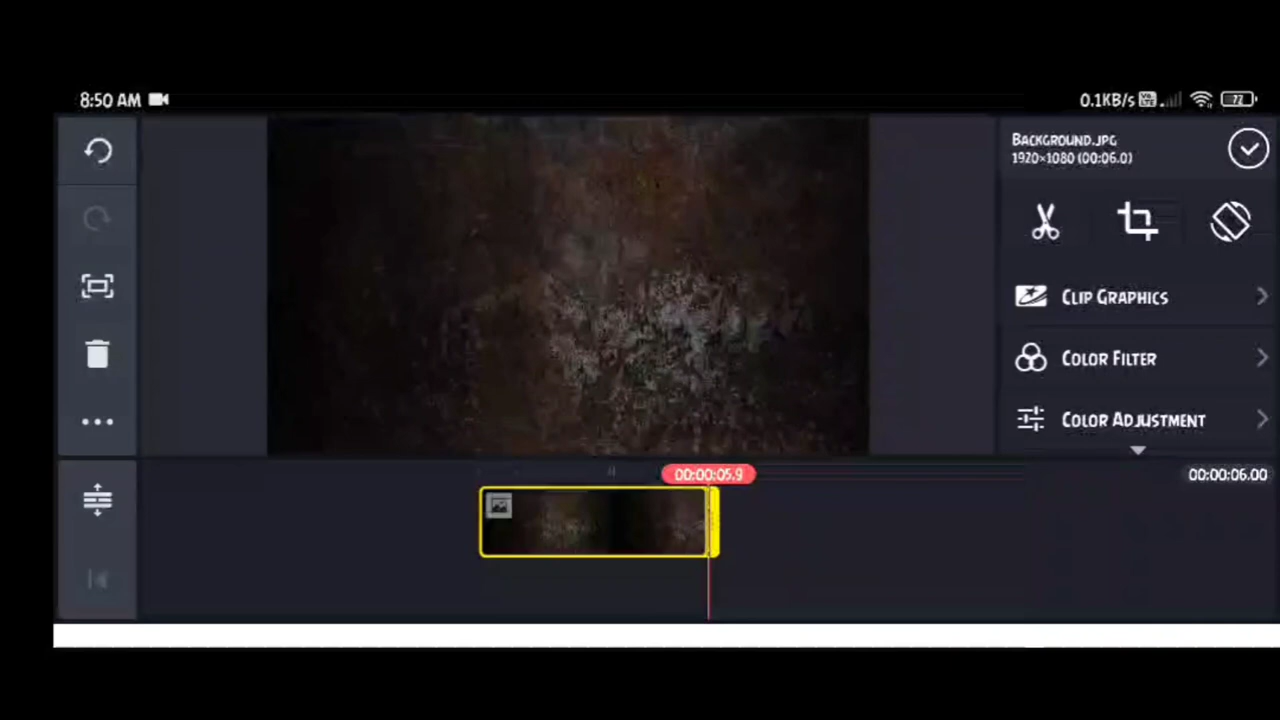 8:50 AM
0.1KB/s
72
BACKGROUND.JPG
1920×1080 (00:06.0)
CLIP GRAPHICS
COLOR FILTER
COLOR ADJUSTMENT
00:00:05.9
00:00:06.00